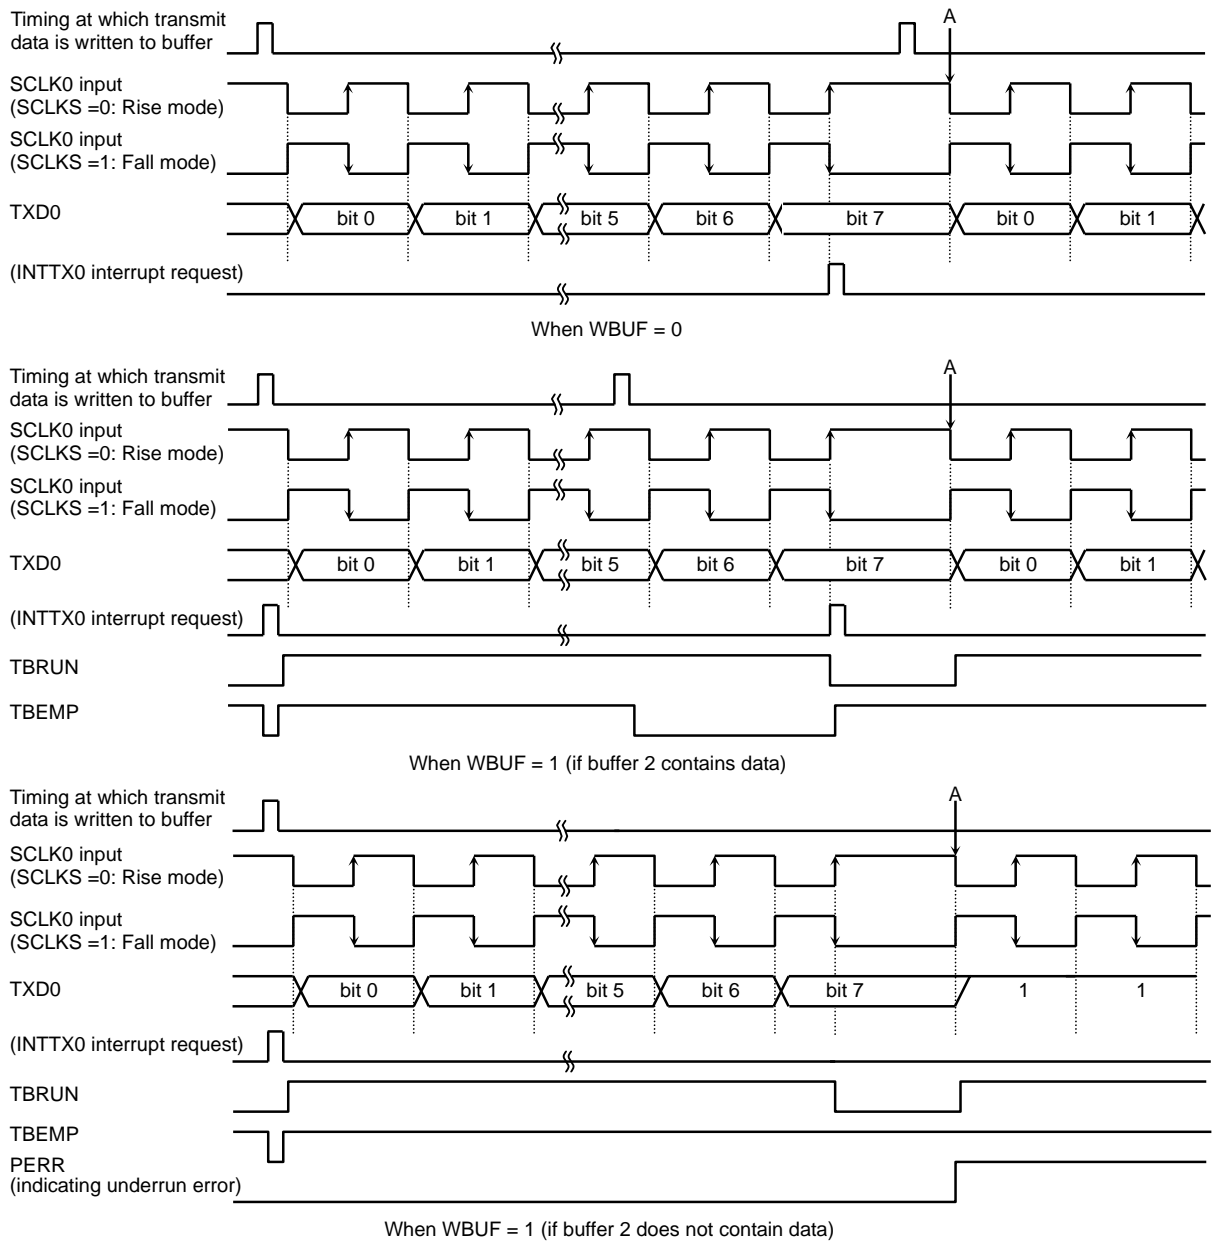 Timing at which transmit
data is written to buffer
A
SCLK0 input
(SCLKS =0: Rise mode)
SCLK0 input
(SCLKS =1: Fall mode)
TXD0
bit 0 bit 1 bit 5 bit 6 bit 7 bit 0 bit 1
(INTTX0 interrupt request)
When WBUF = 0
Timing at which transmit
data is written to buffer
A
SCLK0 input
(SCLKS =0: Rise mode)
SCLK0 input
(SCLKS =1: Fall mode)
TXD0
bit 0 bit 1 bit 5 bit 6 bit 7 bit 0 bit 1
(INTTX0 interrupt request)
TBRUN
TBEMP
When WBUF = 1 (if buffer 2 contains data)
Timing at which transmit
data is written to buffer
A
SCLK0 input
(SCLKS =0: Rise mode)
SCLK0 input
(SCLKS =1: Fall mode)
TXD0
bit 0 bit 1 bit 5 bit 6 bit 7 1 1
(INTTX0 interrupt request)
TBRUN
TBEMP
PERR
(indicating underrun error)
When WBUF = 1 (if buffer 2 does not contain data)